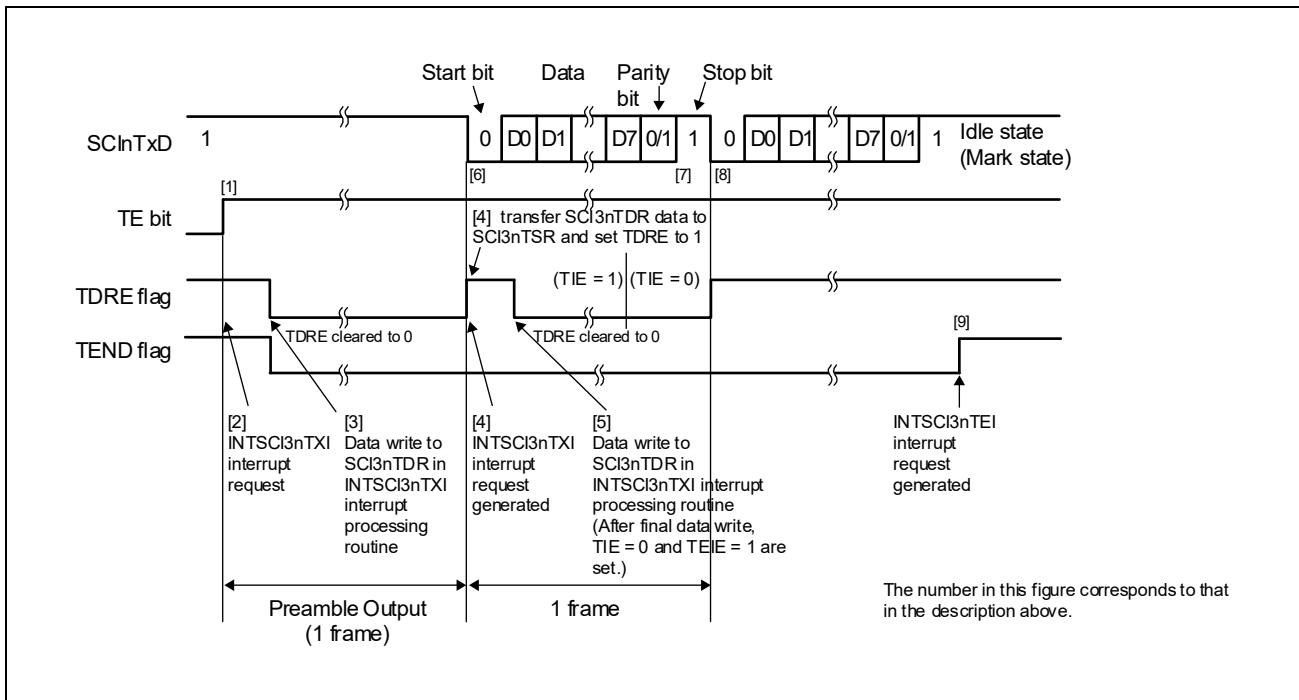 Start bit
Data
Parity
bit
Stop bit
SCInTxD
1
0
D0
D1
D7
0/1
1
0
D0
D1
D7
0/1
1
Idle state
(Mark state)
[6]
[7]
[8]
[1]
TE bit
[4] transfer SCI3nTDR data to
SCI3nTSR and set TDRE to 1
(TIE = 1)
(TIE = 0)
TDRE flag
TDRE cleared to 0
TDRE cleared to 0
[9]
TEND flag
[2]
INTSCI3nTXI
interrupt
request
[3]
Data write to
SCI3nTDR in
INTSCI3nTXI
interrupt
processing
routine
[4]
INTSCI3nTXI
interrupt
request
generated
[5]
Data write to
SCI3nTDR in
INTSCI3nTXI interrupt
processing routine
(After final data write,
TIE = 0 and TEIE = 1 are
set.)
INTSCI3nTEI
interrupt
request
generated
Preamble Output
(1 frame)
1 frame
The number in this figure corresponds to that
in the description above.